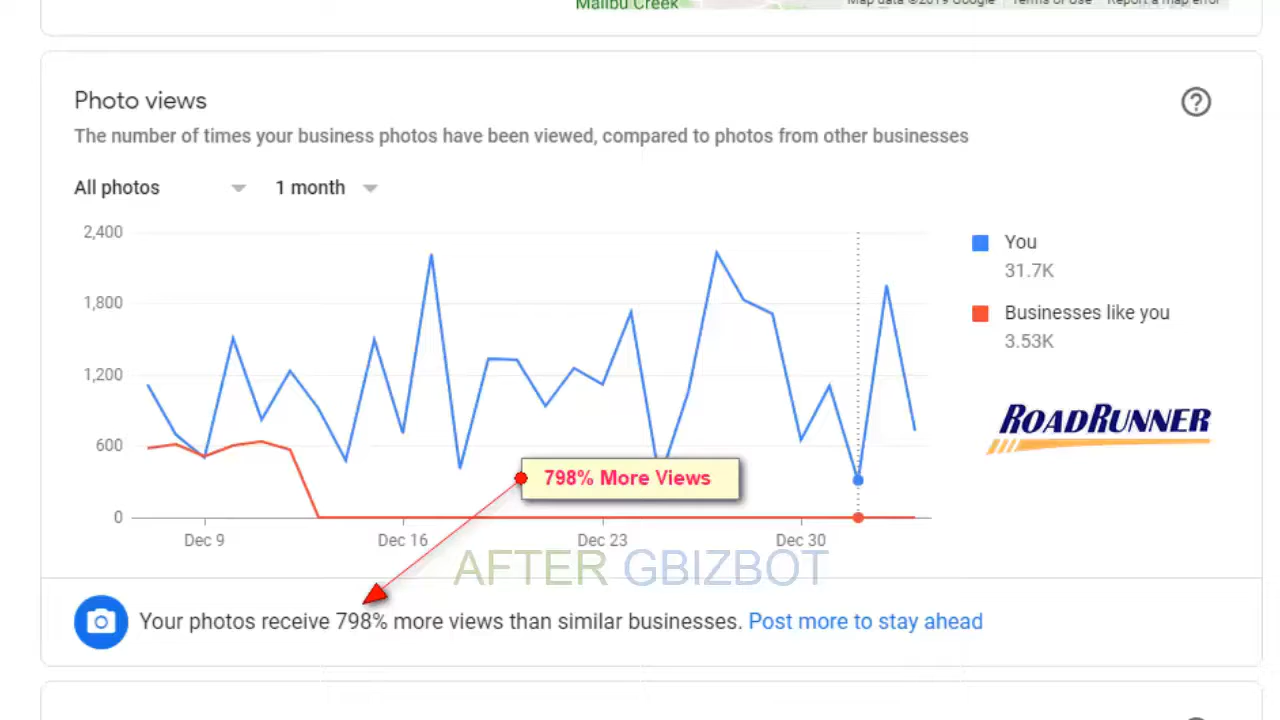 Malibu Creek
Map data ©2019 Google
Terms of Use
Report a map error
Photo views
The number of times your business photos have been viewed, compared to photos from other businesses
All photos
1 month
2,400
1,800
1,200
600
0
Dec 9
Dec 16
Dec 23
Dec 30
You
31.7K
Businesses like you
3.53K
ROADRUNNER
798% More Views
AFTER GBIZBOT
Your photos receive 798% more views than similar businesses. Post more to stay ahead